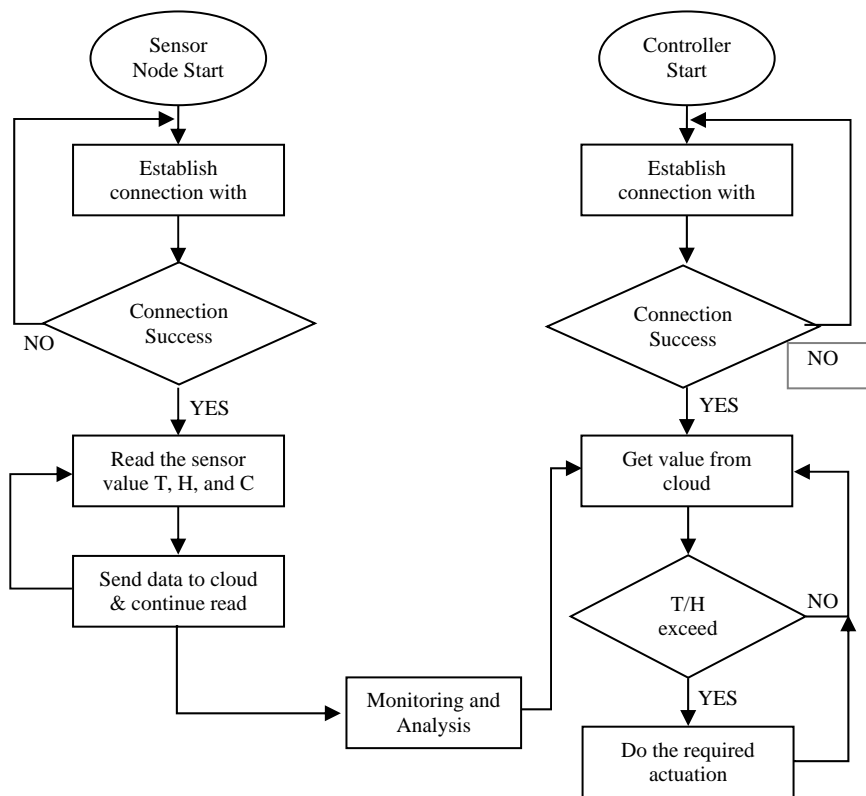 Sensor
Node Start
Establish
connection with
Connection
Success
NO
YES
Read the sensor
value T, H, and C
Send data to cloud
& continue read
Monitoring and
Analysis
Controller
Start
Establish
connection with
Connection
Success
NO
YES
Get value from
cloud
T/H
exceed
NO
YES
Do the required
actuation